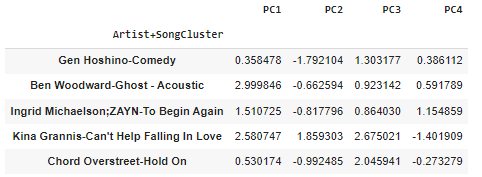 PC1 PC2 PC3 PC4
Artist+SongCluster
Gen Hoshino-Comedy 0.358478 -1.792104 1.303177 0.386112
Ben Woodward-Ghost - Acoustic 2.999846 -0.662594 0.923142 0.591789
Ingrid Michaelson;ZAYN-To Begin Again 1.510725 -0.817796 0.864030 1.154859
Kina Grannis-Can't Help Falling In Love 2.580747 1.859303 2.675021 -1.401909
Chord Overstreet-Hold On 0.530174 -0.992485 2.045941 -0.273279